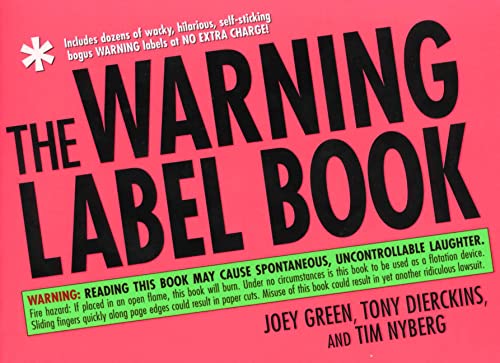 * Includes dozens of wacky, hilarious, self-sticking
bogus WARNING labels at NO EXTRA CHARGE!
THE WARNING
LABEL BOOK
WARNING: READING THIS BOOK MAY CAUSE SPONTANEOUS, UNCONTROLLABLE LAUGHTER.
Fire hazard: If placed in an open flame, this book will burn. Under no circumstances is this book to be used as a flotation device.
Sliding fingers quickly along page edges could result in paper cuts. Misuse of this book could result in yet another ridiculous lawsuit.
JOEY GREEN, TONY DIERCKINS,
AND TIM NYBERG